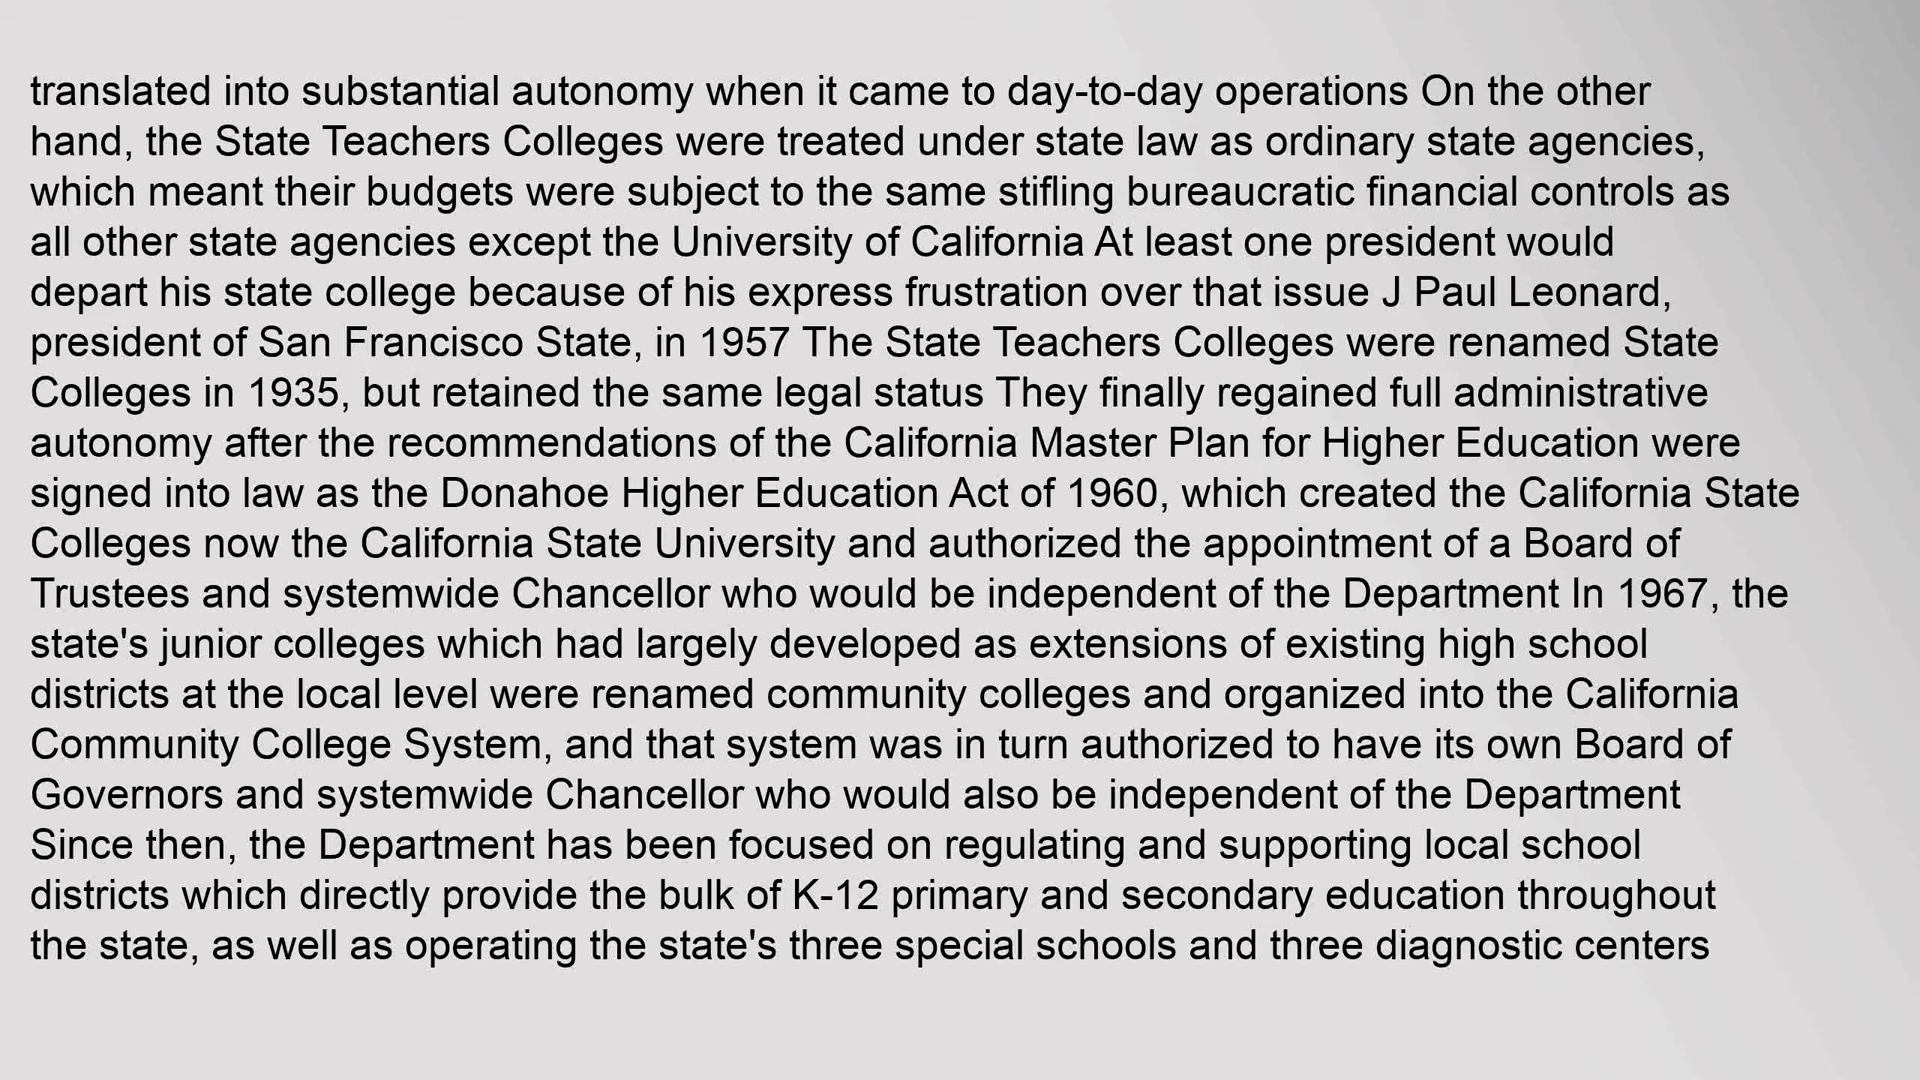 translated into substantial autonomy when it came to day-to-day operations On the other
hand, the State Teachers Colleges were treated under state law as ordinary state agencies,
which meant their budgets were subject to the same stifling bureaucratic financial controls as
all other state agencies except the University of California At least one president would
depart his state college because of his express frustration over that issue J Paul Leonard,
president of San Francisco State, in 1957 The State Teachers Colleges were renamed State
Colleges in 1935, but retained the same legal status They finally regained full administrative
autonomy after the recommendations of the California Master Plan for Higher Education were
signed into law as the Donahoe Higher Education Act of 1960, which created the California State
Colleges now the California State University and authorized the appointment of a Board of
Trustees and systemwide Chancellor who would be independent of the Department In 1967, the
state's junior colleges which had largely developed as extensions of existing high school
districts at the local level were renamed community colleges and organized into the California
Community College System, and that system was in turn authorized to have its own Board of
Governors and systemwide Chancellor who would also be independent of the Department
Since then, the Department has been focused on regulating and supporting local school
districts which directly provide the bulk of K-12 primary and secondary education throughout
the state, as well as operating the state's three special schools and three diagnostic centers